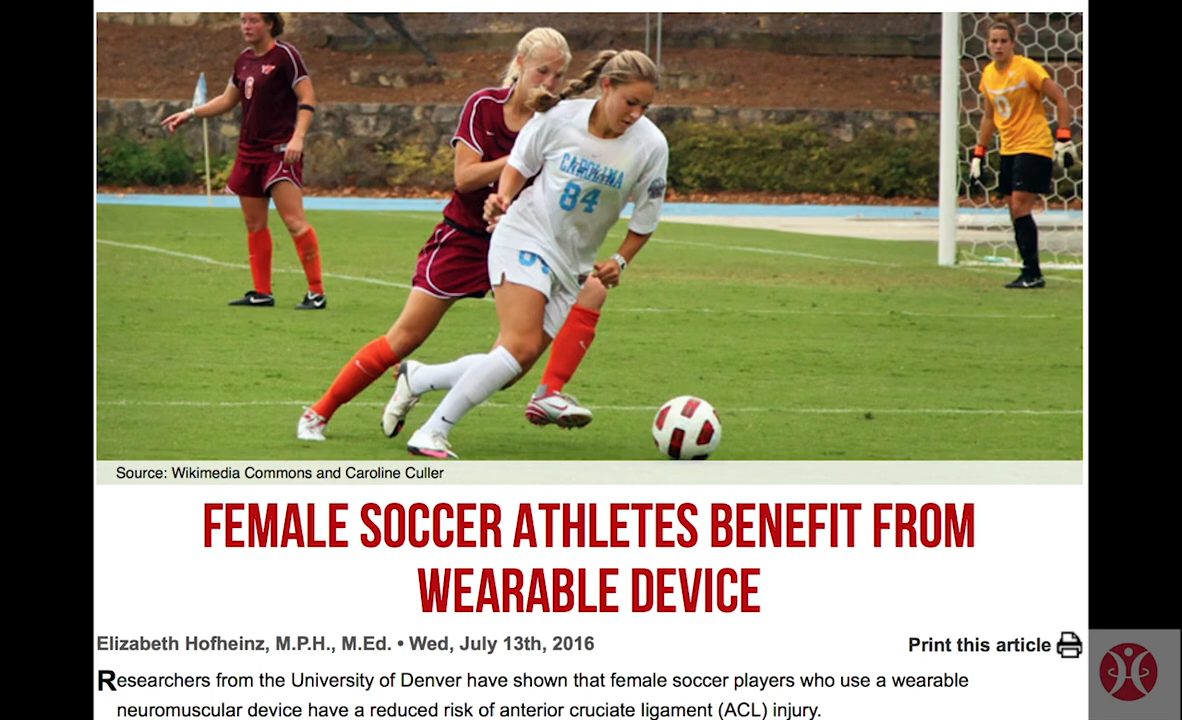 6
CAROLINA
84
0
Source: Wikimedia Commons and Caroline Culler
FEMALE SOCCER ATHLETES BENEFIT FROM
WEARABLE DEVICE
Elizabeth Hofheinz, M.P.H., M.Ed. • Wed, July 13th, 2016
Print this article
Researchers from the University of Denver have shown that female soccer players who use a wearable
neuromuscular device have a reduced risk of anterior cruciate ligament (ACL) injury.